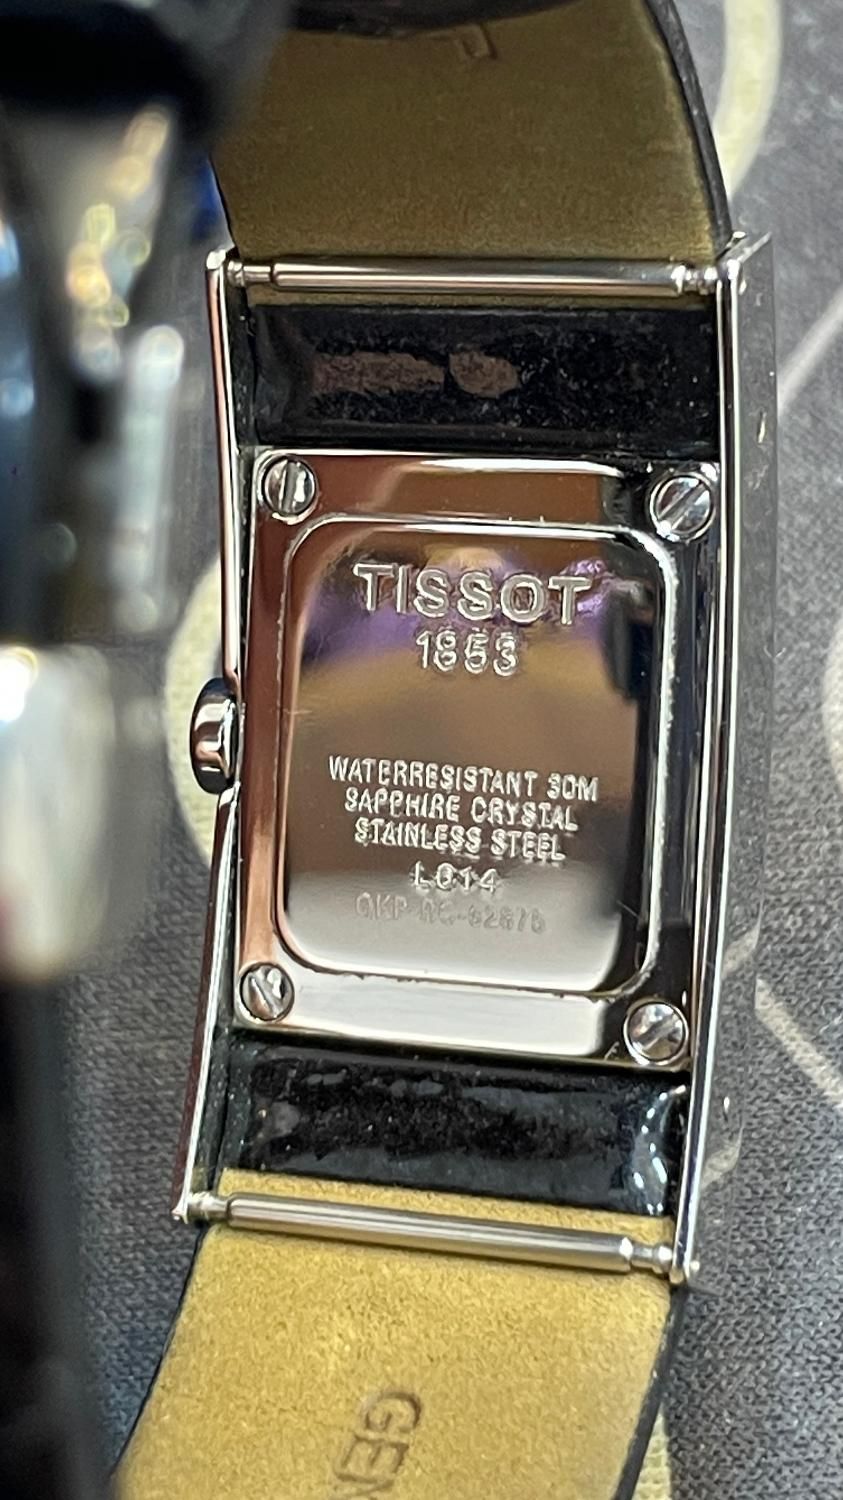 TISSOT
1853
WATERRESISTANT 30M
SAPPHIRE CRYSTAL
STAINLESS STEEL
L014